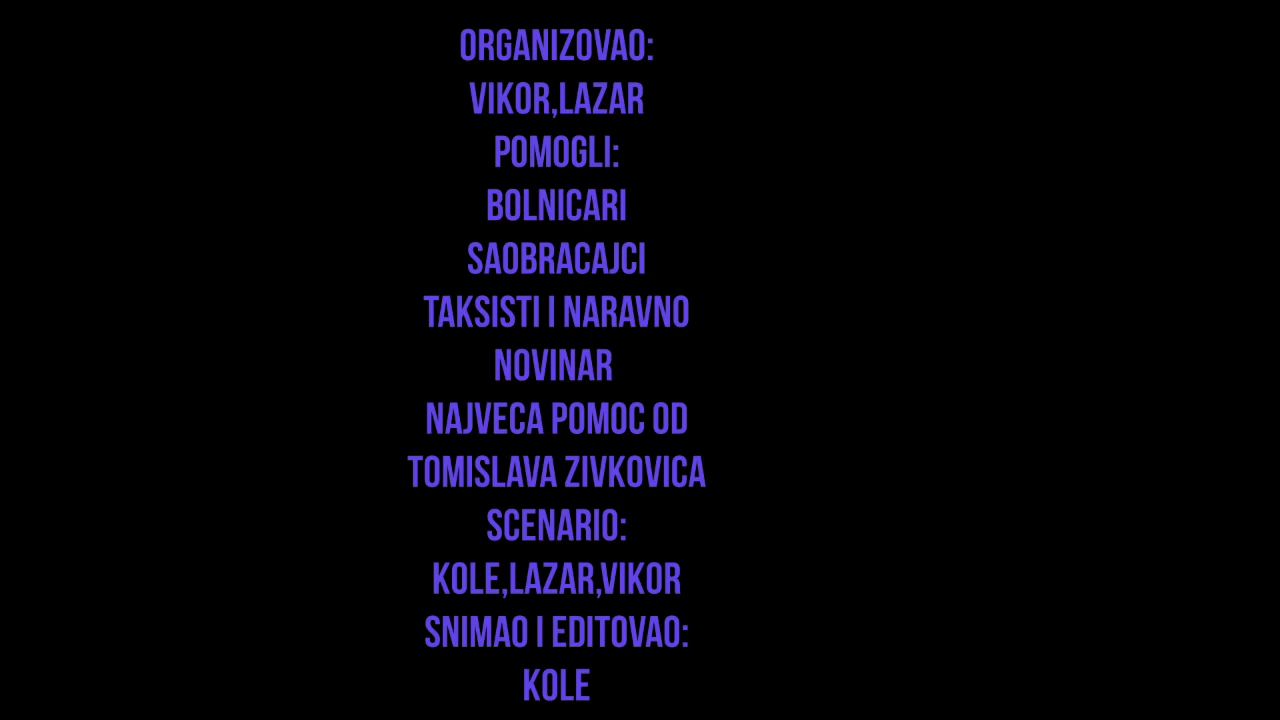 ORGANIZOVAO:
VIKOR,LAZAR
POMOGLI:
BOLNICARI
SAOBRACAJCI
TAKSISTI I NARAVNO
NOVINAR
NAJVECA POMOC OD
TOMISLAVA ZIVKOVICA
SCENARIO:
KOLE,LAZAR,VIKOR
SNIMAO I EDITOVAO:
KOLE